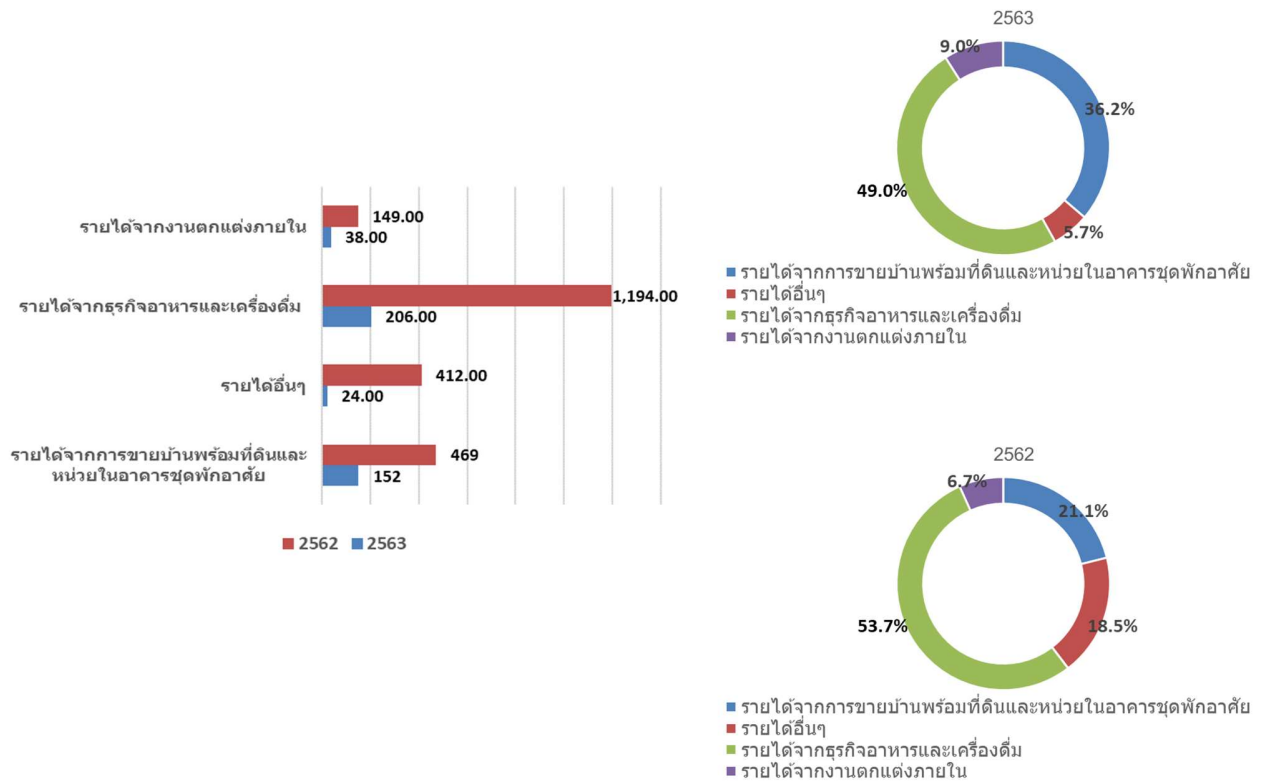 รายได้จากงานตกแต่งภายใน
149.00
38.00
รายได้จากธุรกิจอาหารและเครื่องดื่ม
1,194.00
206.00
รายได้อื่นๆ
412.00
24.00
รายได้จากการขายบ้านพร้อมที่ดินและ
หน่วยในอาคารชุดพักอาศัย
469
152
2562 2563
2563
9.0%
36.2%
49.0%
5.7%
รายได้จากการขายบ้านพร้อมที่ดินและหน่วยในอาคารชุดพักอาศัย
รายได้อื่นๆ
รายได้จากธุรกิจอาหารและเครื่องดื่ม
รายได้จากงานตกแต่งภายใน
2562
6.7%
21.1%
53.7%
18.5%
รายได้จากการขายบ้านพร้อมที่ดินและหน่วยในอาคารชุดพักอาศัย
รายได้อื่นๆ
รายได้จากธุรกิจอาหารและเครื่องดื่ม
รายได้จากงานตกแต่งภายใน